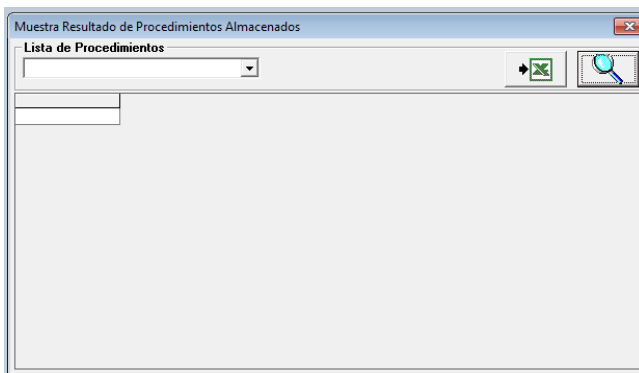 Muestra Resultado de Procedimientos Almacenados
Lista de Procedimientos